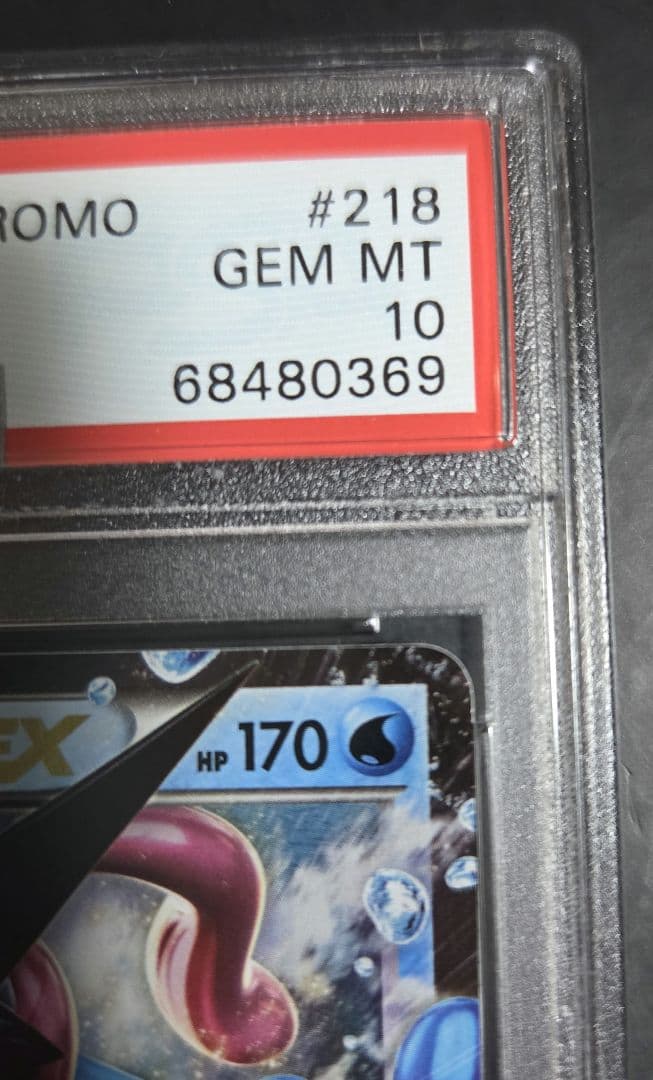 ROMO #218
GEM MT
10
68480369
EX HP 170